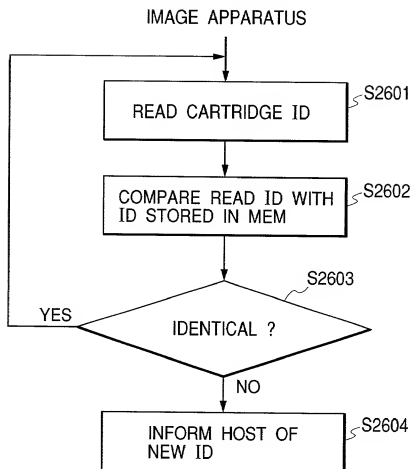 IMAGE APPARATUS
S2601
READ CARTRIDGE ID
S2602
COMPARE READ ID WITH
ID STORED IN MEM
S2603
YES
IDENTICAL ?
NO
S2604
INFORM HOST OF
NEW ID